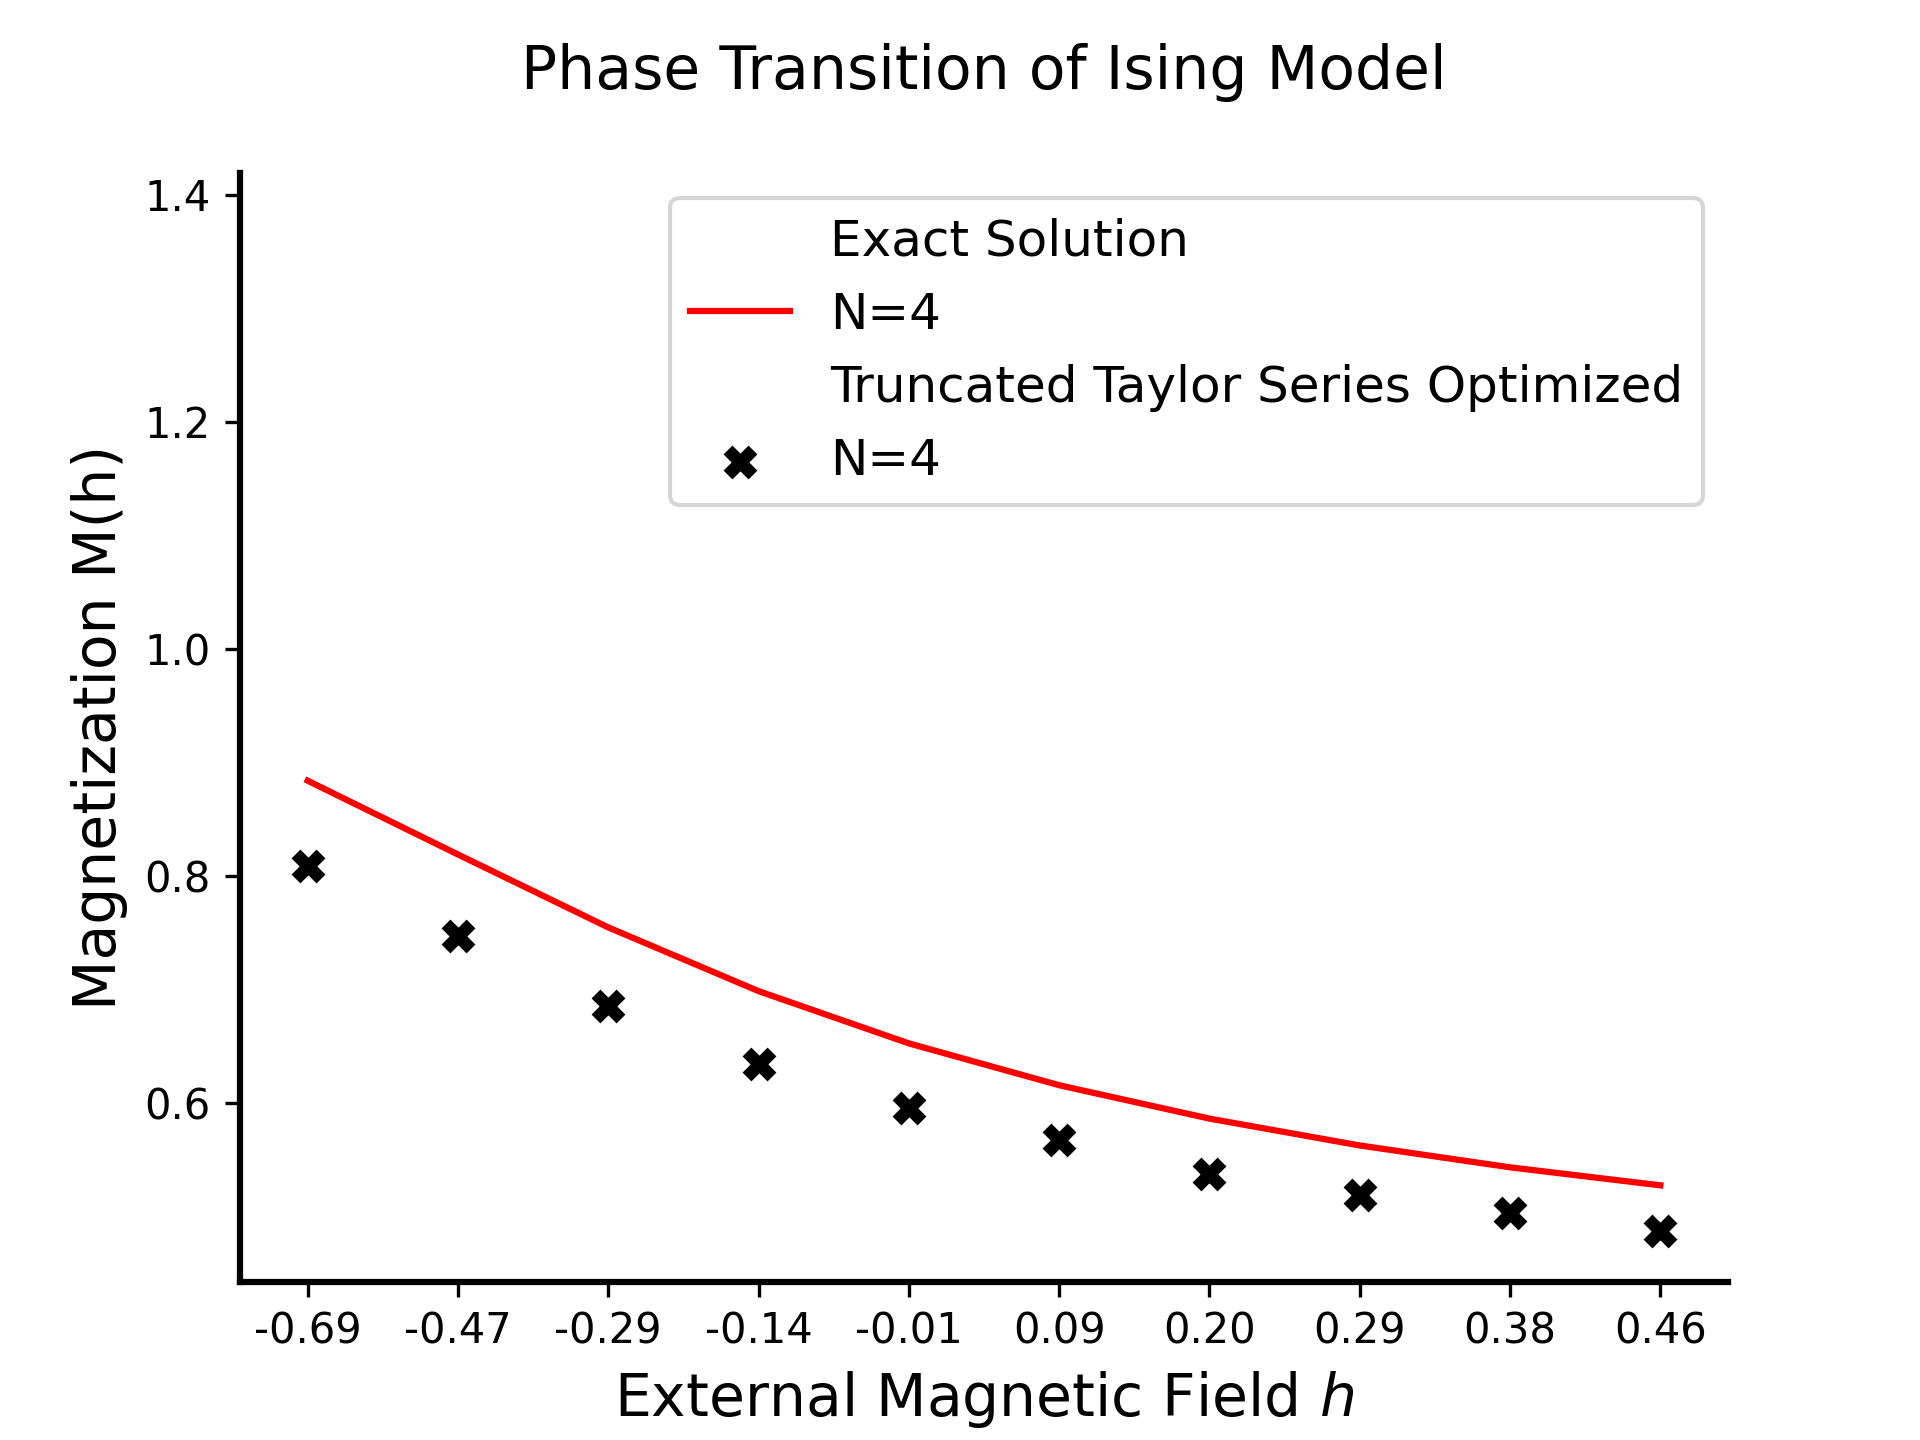 Phase Transition of Ising Model
Exact Solution
N=4
Truncated Taylor Series Optimized
N=4
Magnetization M(h)
1.4
1.2
1.0
0.8
0.6
-0.69 -0.47 -0.29 -0.14 -0.01 0.09 0.20 0.29 0.38 0.46
External Magnetic Field h